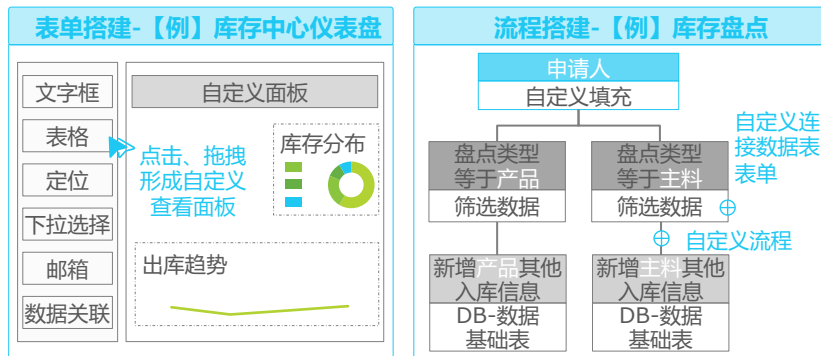 表单搭建-【例】库存中心仪表盘
文字框
表格
定位
下拉选择
邮箱
数据关联
自定义面板
点击、拖拽
形成自定义
查看面板
库存分布
出库趋势
流程搭建-【例】库存盘点
申请人
自定义填充
盘点类型
等于产品
筛选数据
新增产品其他
入库信息
DB-数据
基础表
盘点类型
等于主料
筛选数据
新增主料其他
入库信息
DB-数据
基础表
自定义连
接数据表
表单
自定义流程